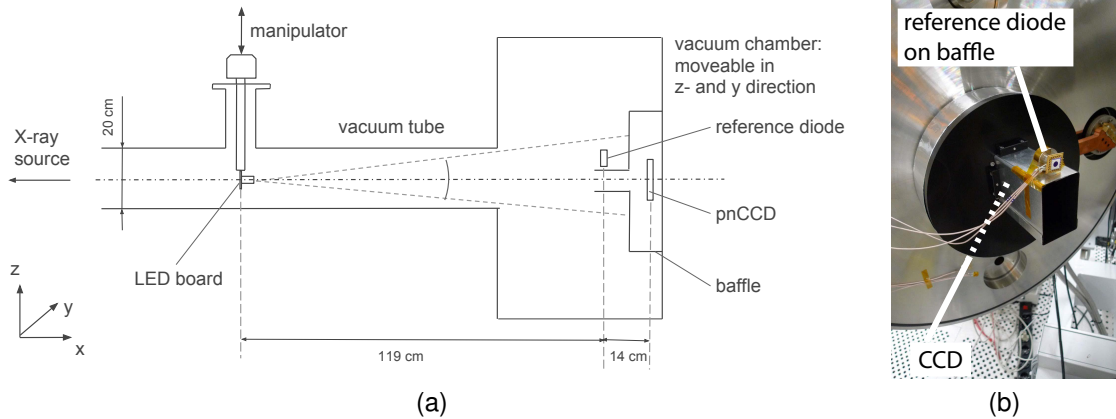 manipulator
vacuum chamber:
moveable in
z- and y direction
20 cm
X-ray
source
vacuum tube
reference diode
pnCCD
LED board
baffle
z
y
x
119 cm
14 cm
(a)
reference diode
on baffle
CCD
(b)